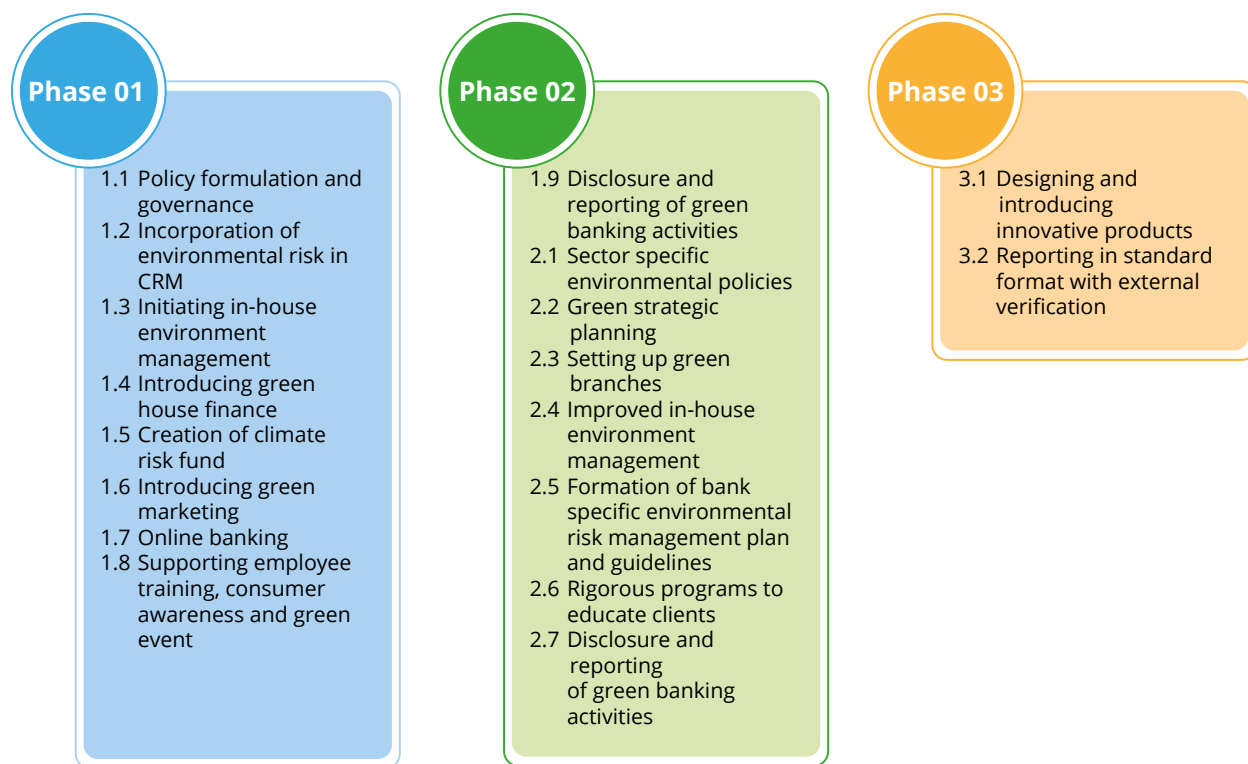 Phase 01
1.1 Policy formulation and
governance
1.2 Incorporation of
environmental risk in
CRM
1.3 Initiating in-house
environment
management
1.4 Introducing green
house finance
1.5 Creation of climate
risk fund
1.6 Introducing green
marketing
1.7 Online banking
1.8 Supporting employee
training, consumer
awareness and green
event
Phase 02
1.9 Disclosure and
reporting of green
banking activities
2.1 Sector specific
environmental policies
2.2 Green strategic
planning
2.3 Setting up green
branches
2.4 Improved in-house
environment
management
2.5 Formation of bank
specific environmental
risk management plan
and guidelines
2.6 Rigorous programs to
educate clients
2.7 Disclosure and
reporting
of green banking
activities
Phase 03
3.1 Designing and
introducing
innovative products
3.2 Reporting in standard
format with external
verification